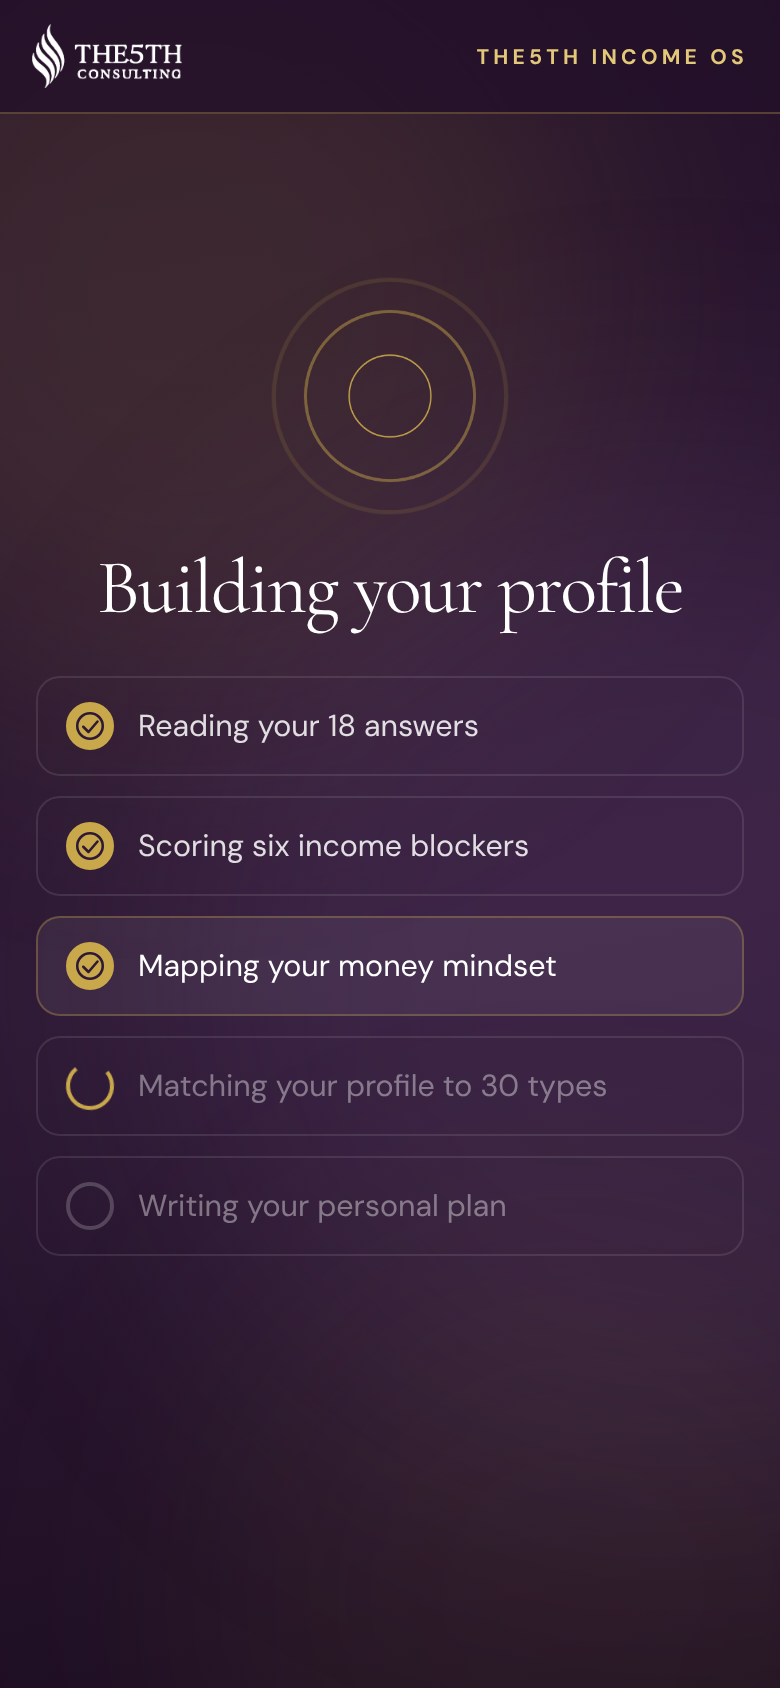 THE5TH
CONSULTING
THE5TH INCOME OS
Building your profile
Reading your 18 answers
Scoring six income blockers
Mapping your money mindset
Matching your profile to 30 types
Writing your personal plan